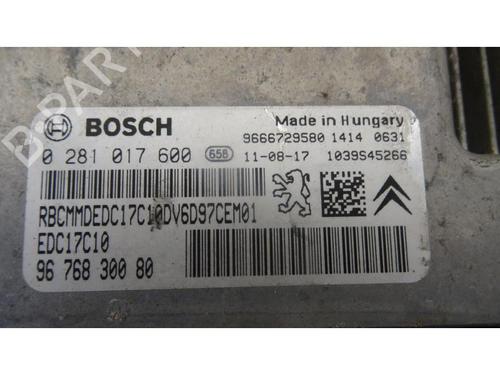 B-PARTS
BOSCH
Made in Hungary
9666729580 1414 0631
0 281 017 600 658 11-08-17 1039S45266
RBCMMDEDC17C10DV6D97CEM01
EDC17C10
96 768 300 80